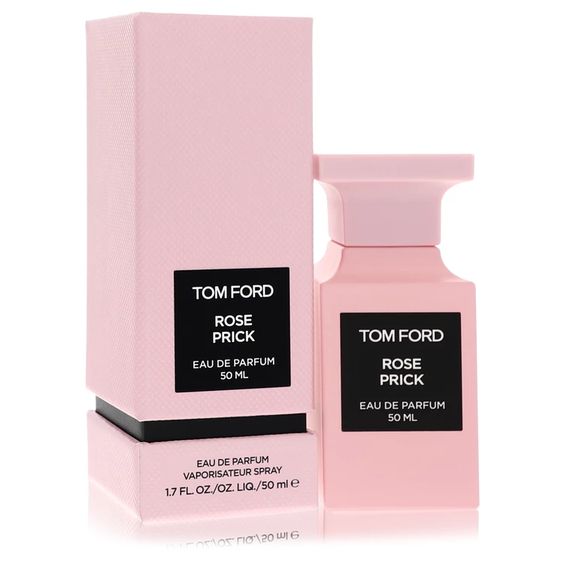 TOM FORD
ROSE
PRICK
EAU DE PARFUM
50 ML
EAU DE PARFUM
VAPORISATEUR SPRAY
1.7 FL. OZ./OZ. LIQ./50 ml ℮
TOM FORD
ROSE
PRICK
EAU DE PARFUM
50 ML